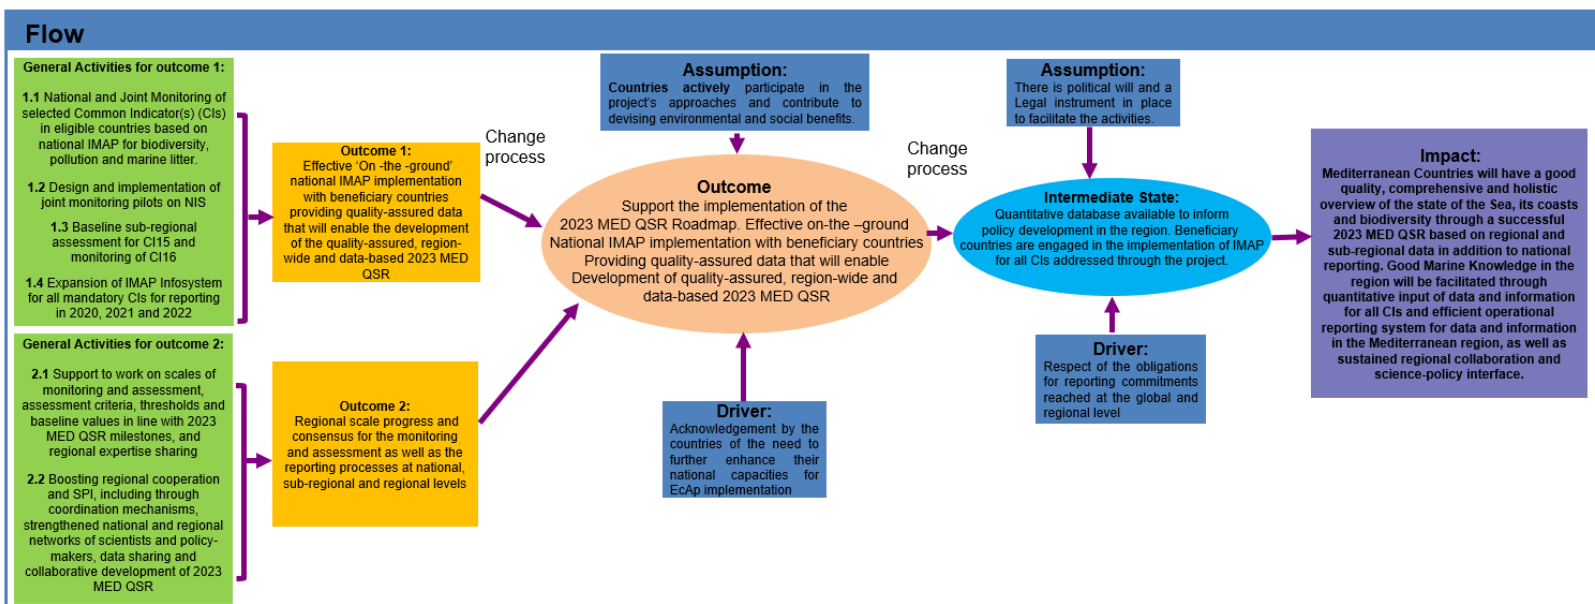 Flow
General Activities for outcome 1:
1.1 National and Joint Monitoring of
selected Common Indicator(s) (CIs)
in eligible countries based on
national IMAP for biodiversity,
pollution and marine litter.
1.2 Design and implementation of
joint monitoring pilots on NIS
1.3 Baseline sub-regional
assessment for CI15 and
monitoring of CI16
1.4 Expansion of IMAP Infosystem
for all mandatory CIs for reporting
in 2020, 2021 and 2022
General Activities for outcome 2:
2.1 Support to work on scales of
monitoring and assessment,
assessment criteria, thresholds and
baseline values in line with 2023
MED QSR milestones, and
regional expertise sharing
2.2 Boosting regional cooperation
and SPI, including through
coordination mechanisms,
strengthened national and regional
networks of scientists and policy-
makers, data sharing and
collaborative development of 2023
MED QSR
Outcome 1:
Effective ‘On -the -ground’
national IMAP implementation
with beneficiary countries
providing quality-assured data
that will enable the development
of the quality-assured, region-
wide and data-based 2023 MED
QSR
Outcome 2:
Regional scale progress and
consensus for the monitoring
and assessment as well as the
reporting processes at national,
sub-regional and regional levels
Change
process
Assumption:
Countries actively participate in the
project's approaches and contribute to
devising environmental and social benefits.
Outcome
Support the implementation of the
2023 MED QSR Roadmap. Effective on-the –ground
National IMAP implementation with beneficiary countries
Providing quality-assured data that will enable
Development of quality-assured, region-wide and
data-based 2023 MED QSR
Driver:
Acknowledgement by the
countries of the need to
further enhance their
national capacities for
EcAp implementation
Change
process
Assumption:
There is political will and a
Legal instrument in place
to facilitate the activities.
Intermediate State:
Quantitative database available to inform
policy development in the region. Beneficiary
countries are engaged in the implementation of IMAP
for all CIs addressed through the project.
Driver:
Respect of the obligations
for reporting commitments
reached at the global and
regional level
Impact:
Mediterranean Countries will have a good
quality, comprehensive and holistic
overview of the state of the Sea, its coasts
and biodiversity through a successful
2023 MED QSR based on regional and
sub-regional data in addition to national
reporting. Good Marine Knowledge in the
region will be facilitated through
quantitative input of data and information
for all CIs and efficient operational
reporting system for data and information
in the Mediterranean region, as well as
sustained regional collaboration and
science-policy interface.